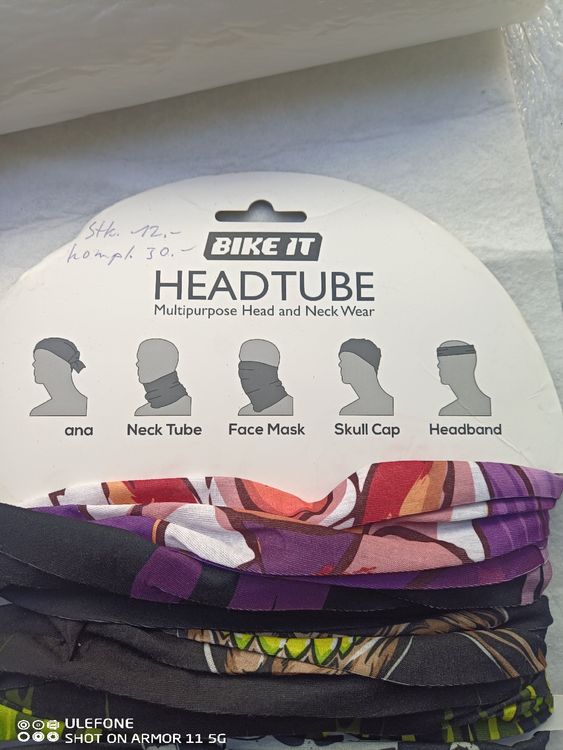 Stk. 12.-
kompl. 30.-
BIKE IT
HEADTUBE
Multipurpose Head and Neck Wear
ana Neck Tube Face Mask Skull Cap Headband
ULEFONE
SHOT ON ARMOR 11 5G